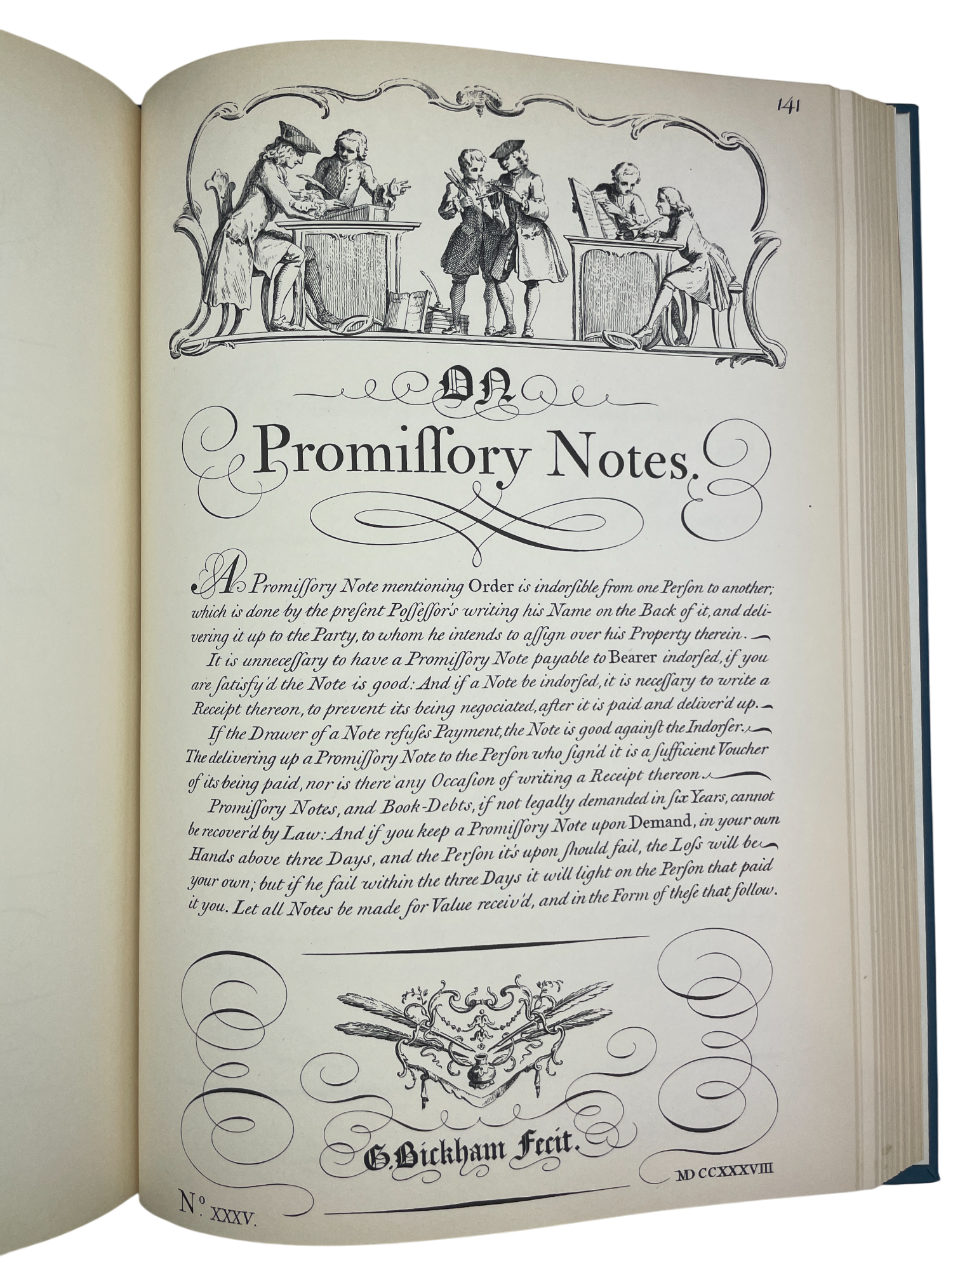 141
ON
Promiſſory Notes.
A Promiſſory Note mentioning Order is indorſible from one Perſon to another;
which is done by the preſent Poſſeſſor's writing his Name on the Back of it, and deli-
vering it up to the Party, to whom he intends to aſſign over his Property therein.
It is unneceſſary to have a Promiſſory Note payable to Bearer indorſed, if you
are ſatisfy'd the Note is good: And if a Note be indorſed, it is neceſſary to write a
Receipt thereon, to prevent its being negociated, after it is paid and deliver'd up.
If the Drawer of a Note refuſes Payment, the Note is good againſt the Indorſer.
The delivering up a Promiſſory Note to the Perſon who ſign'd it is a ſufficient Voucher
of its being paid, nor is there any Occaſion of writing a Receipt thereon.
Promiſſory Notes, and Book-Debts, if not legally demanded in ſix Years, cannot
be recover'd by Law: And if you keep a Promiſſory Note upon Demand, in your own
Hands above three Days, and the Perſon it's upon ſhould fail, the Loſs will be
your own; but if he fail within the three Days it will light on the Perſon that paid
it you. Let all Notes be made for Value receiv'd, and in the Form of theſe that follow.
G. Bickham Fecit.
MDCCXXXVIII
No. XXXV.